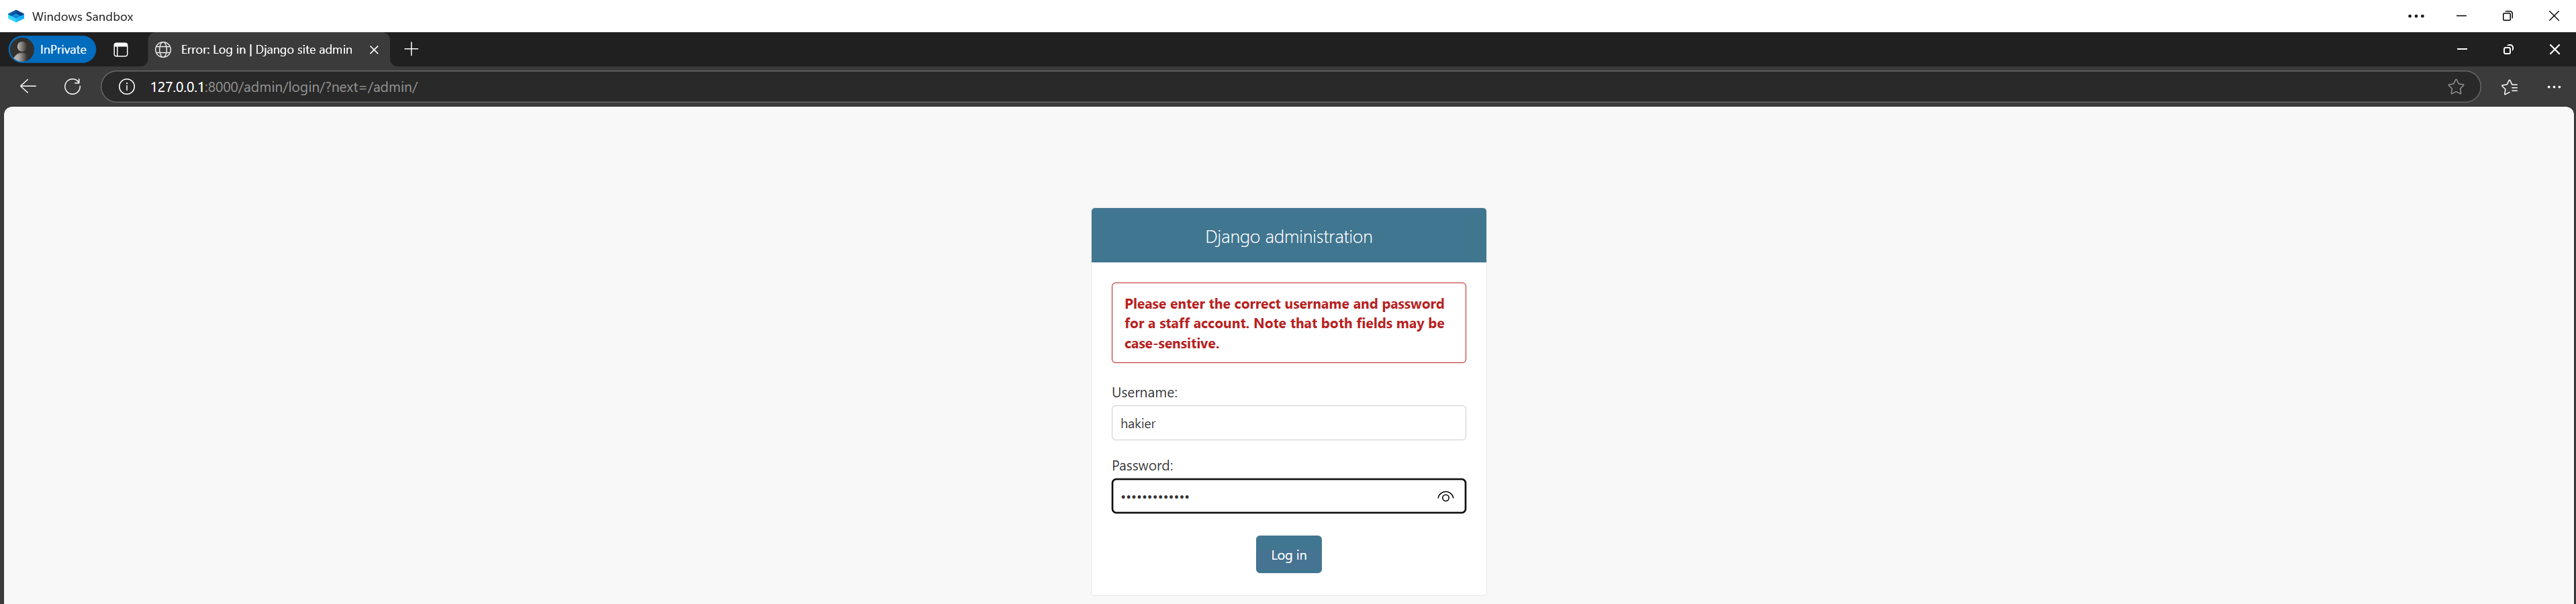 Windows Sandbox
InPrivate
Error: Log in | Django site admin
127.0.0.1:8000/admin/login/?next=/admin/
Django administration
Please enter the correct username and password
for a staff account. Note that both fields may be
case-sensitive.
Username:
hakier
Password:
•••••••••••••
Log in